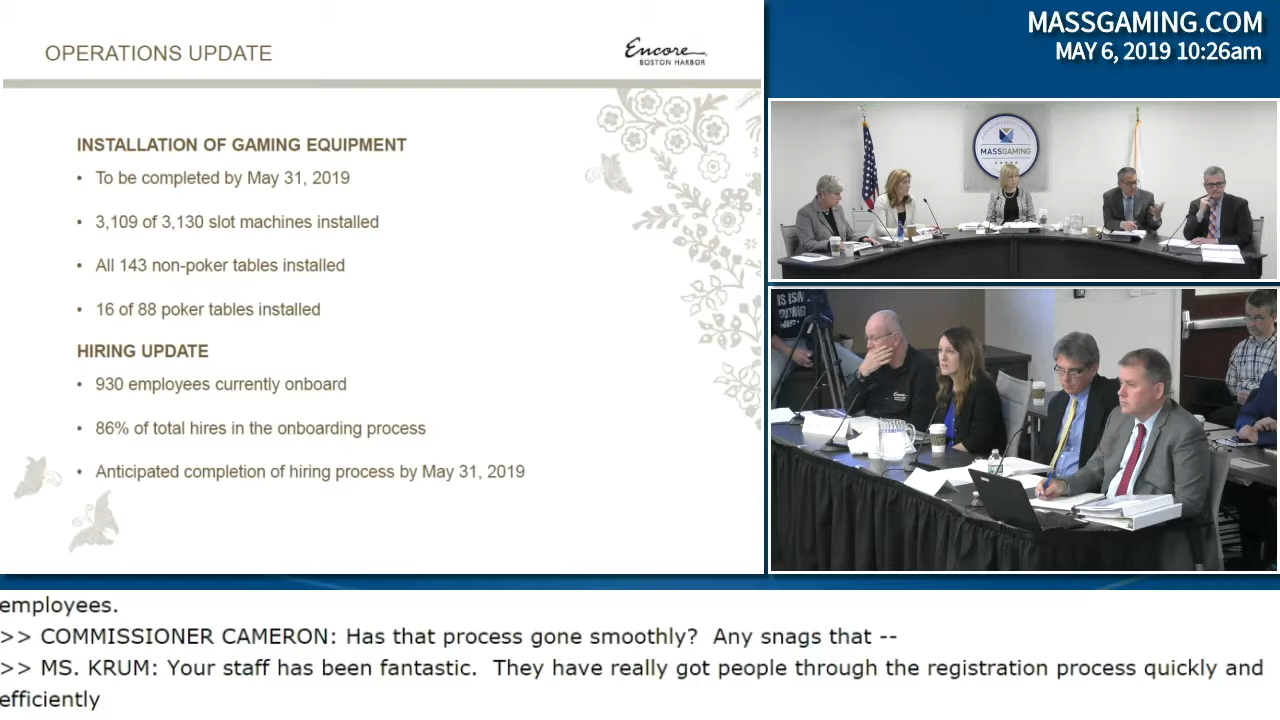 OPERATIONS UPDATE
Encore
BOSTON HARBOR
INSTALLATION OF GAMING EQUIPMENT
• To be completed by May 31, 2019
• 3,109 of 3,130 slot machines installed
• All 143 non-poker tables installed
• 16 of 88 poker tables installed
HIRING UPDATE
• 930 employees currently onboard
• 86% of total hires in the onboarding process
• Anticipated completion of hiring process by May 31, 2019
MASSGAMING.COM
MAY 6, 2019 10:26am
MASSGAMING
Encore
employees.
>> COMMISSIONER CAMERON: Has that process gone smoothly?  Any snags that --
>> MS. KRUM: Your staff has been fantastic.  They have really got people through the registration process quickly and
efficiently